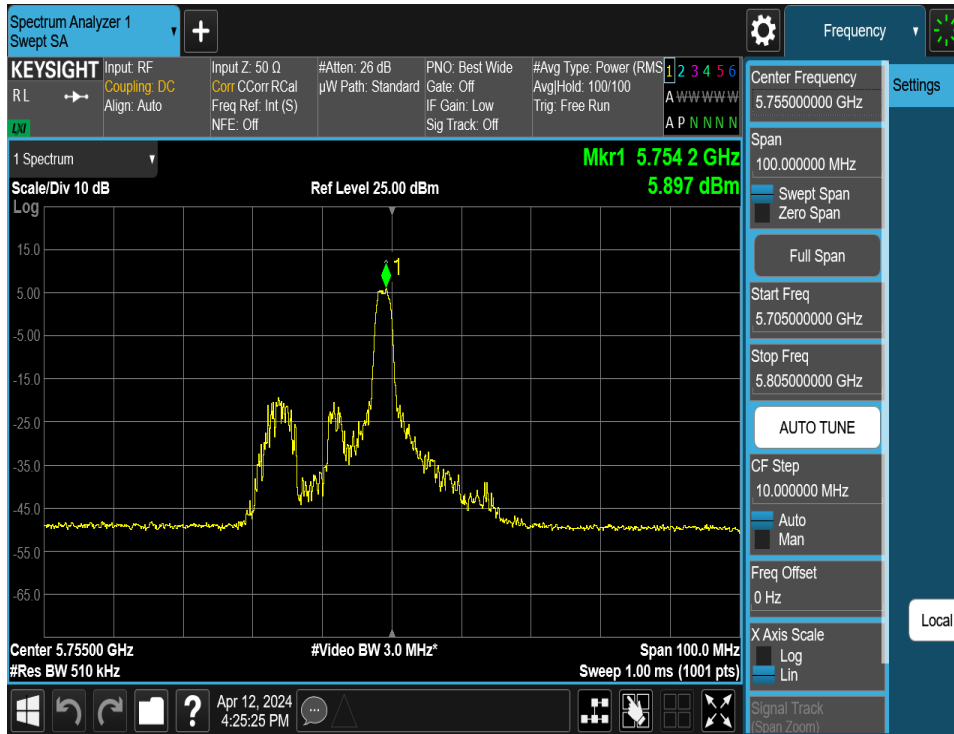 Spectrum Analyzer 1
Swept SA
+
Frequency
KEYSIGHT
R L
LXI
Input: RF
Coupling: DC
Align: Auto
Input Z: 50 Ω
Corr CCorr RCal
Freq Ref: Int (S)
NFE: Off
#Atten: 26 dB
µW Path: Standard
PNO: Best Wide
Gate: Off
IF Gain: Low
Sig Track: Off
#Avg Type: Power (RMS
Avg|Hold: 100/100
Trig: Free Run
1 2 3 4 5 6
A W W W W W
A P N N N N
1 Spectrum
Mkr1 5.754 2 GHz
Scale/Div 10 dB
Ref Level 25.00 dBm
5.897 dBm
Log
1
15.0
5.00
-5.00
-15.0
-25.0
-35.0
-45.0
-55.0
-65.0
Center 5.75500 GHz
#Video BW 3.0 MHz*
Span 100.0 MHz
#Res BW 510 kHz
Sweep 1.00 ms (1001 pts)
?
Apr 12, 2024
4:25:25 PM
Center Frequency
5.755000000 GHz
Settings
Span
100.000000 MHz
Swept Span
Zero Span
Full Span
Start Freq
5.705000000 GHz
Stop Freq
5.805000000 GHz
AUTO TUNE
CF Step
10.000000 MHz
Auto
Man
Freq Offset
0 Hz
Local
X Axis Scale
Log
Lin
Signal Track
(Span Zoom)